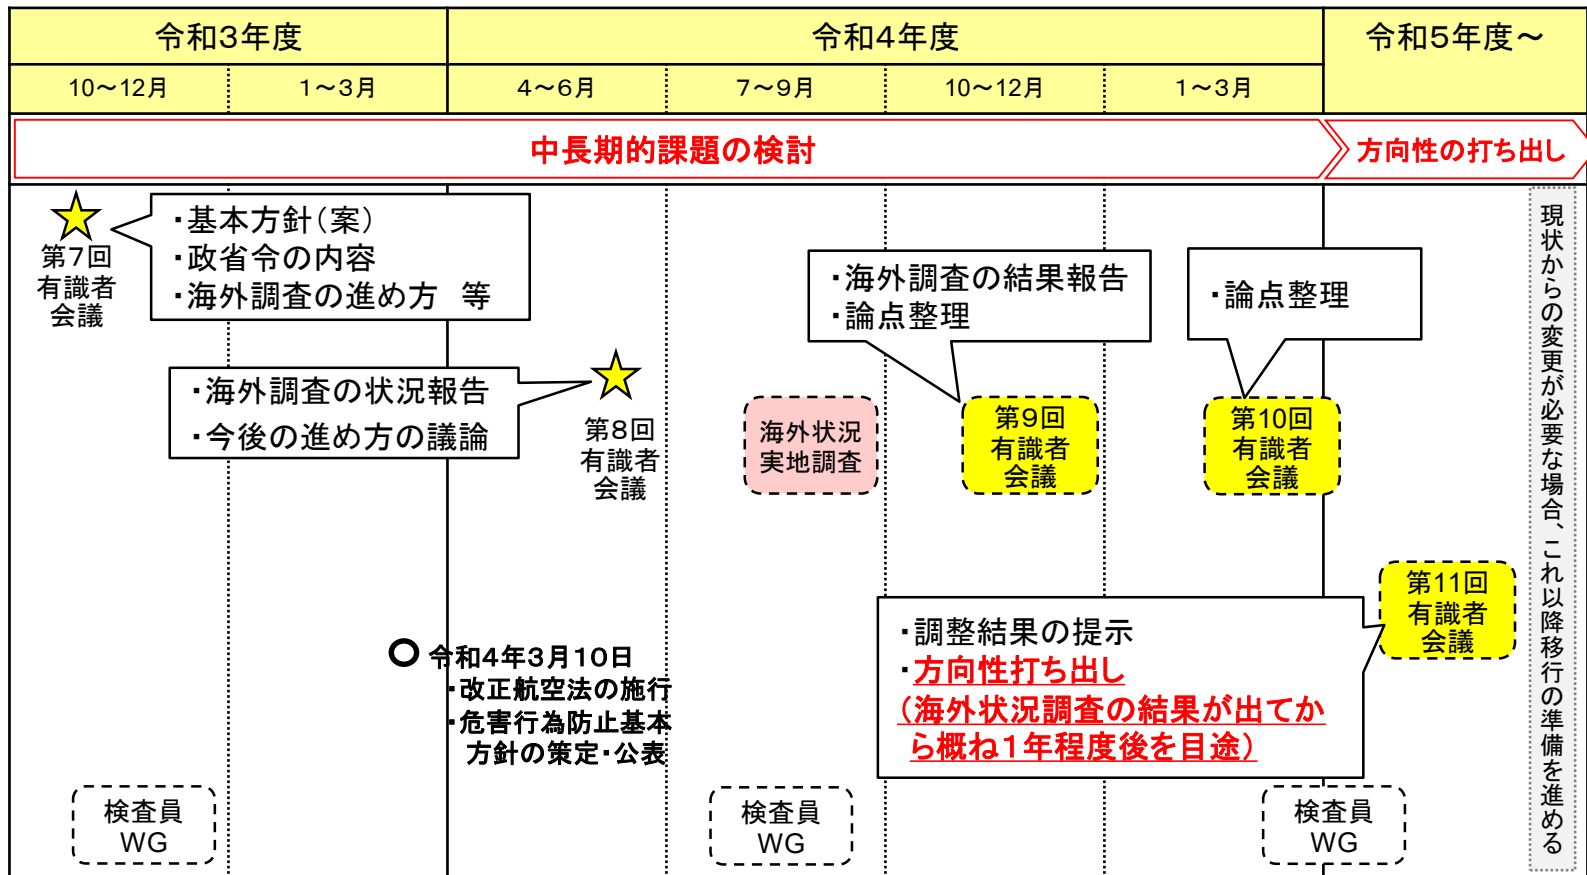 令和３年度
令和４年度
令和５年度～
10～12月
１～３月
４～６月
７～９月
10～12月
１～３月
中長期的課題の検討
方向性の打ち出し
第７回
有識者
会議
・基本方針（案）
・政省令の内容
・海外調査の進め方　等
・海外調査の状況報告
・今後の進め方の議論
第８回
有識者
会議
海外状況
実地調査
・海外調査の結果報告
・論点整理
第９回
有識者
会議
・論点整理
第10回
有識者
会議
令和４年３月１０日
・改正航空法の施行
・危害行為防止基本
方針の策定・公表
・調整結果の提示
・方向性打ち出し
（海外状況調査の結果が出てか
ら概ね１年程度後を目途）
第11回
有識者
会議
検査員
WG
検査員
WG
検査員
WG
現状からの変更が必要な場合、これ以降移行の準備を進める